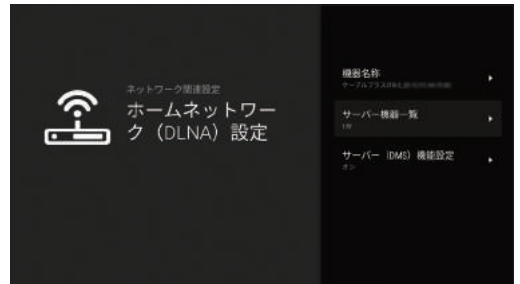 ネットワーク関連設定
ホームネットワー
ク（DLNA）設定
機器名称
サーバー機器一覧
サーバー（DMS）機能設定
オン